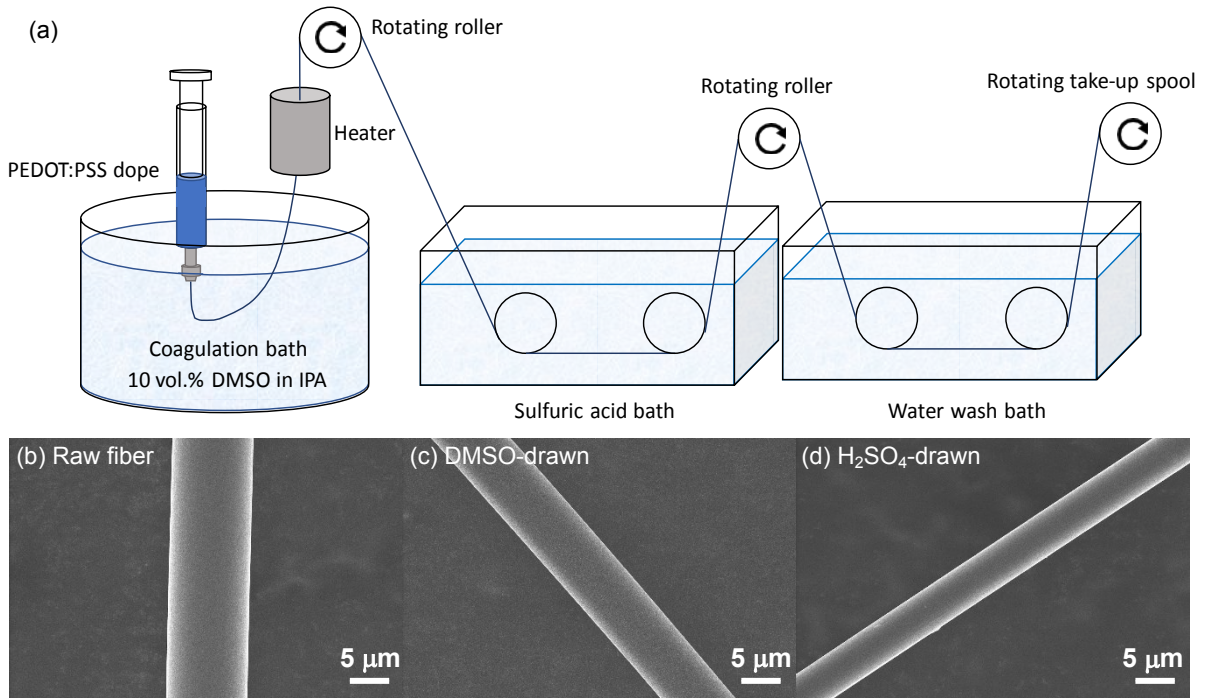 (a)
Rotating roller
Heater
PEDOT:PSS dope
Coagulation bath
10 vol.% DMSO in IPA
Rotating roller
Sulfuric acid bath
Rotating take-up spool
Water wash bath
(b) Raw fiber
5 μm
(c) DMSO-drawn
5 μm
(d) H₂SO₄-drawn
5 μm